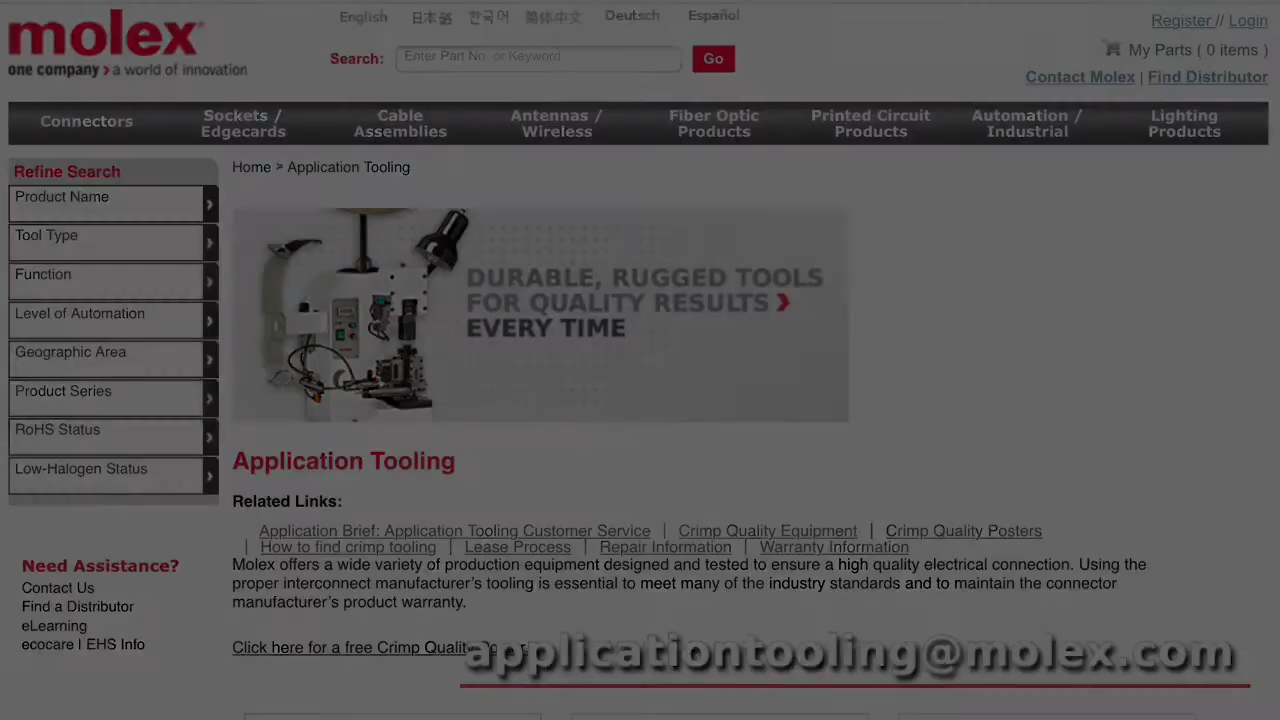 molex
one company > a world of innovation
English 日本語 한국어 简体中文 Deutsch Español
Register // Login
Search: Enter Part No. or Keyword Go
My Parts ( 0 items )
Contact Molex | Find Distributor
Connectors
Sockets / Edgecards
Cable Assemblies
Antennas / Wireless
Fiber Optic Products
Printed Circuit Products
Automation / Industrial
Lighting Products
Refine Search
Product Name
Tool Type
Function
Level of Automation
Geographic Area
Product Series
RoHS Status
Low-Halogen Status
Need Assistance?
Contact Us
Find a Distributor
eLearning
ecocare | EHS Info
Home > Application Tooling
DURABLE, RUGGED TOOLS
FOR QUALITY RESULTS >
EVERY TIME
Application Tooling
Related Links:
Application Brief: Application Tooling Customer Service | Crimp Quality Equipment | Crimp Quality Posters
| How to find crimp tooling | Lease Process | Repair Information | Warranty Information
Molex offers a wide variety of production equipment designed and tested to ensure a high quality electrical connection. Using the
proper interconnect manufacturer's tooling is essential to meet many of the industry standards and to maintain the connector
manufacturer's product warranty.
Click here for a free Crimp Quality
applicationtooling@molex.com